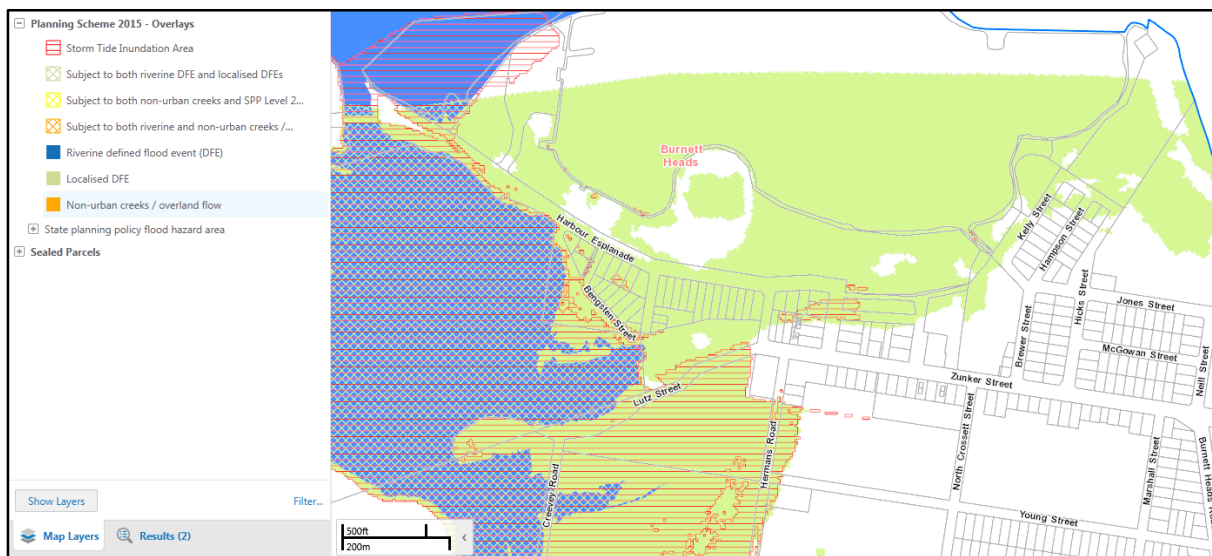 Planning Scheme 2015 - Overlays
Storm Tide Inundation Area
Subject to both riverine DFE and localised DFEs
Subject to both non-urban creeks and SPP Level 2...
Subject to both riverine and non-urban creeks /...
Riverine defined flood event (DFE)
Localised DFE
Non-urban creeks / overland flow
State planning policy flood hazard area
Sealed Parcels
Show Layers
Filter...
Map Layers
Results (2)
500ft
200m
Burnett
Heads
Harbour Esplanade
Bengsten Street
Lutz Street
Creevey Road
Hermans Road
Kelly Street
Hampson Street
Hicks Street
Jones Street
Brewer Street
McGowan Street
Neill Street
Zunker Street
North Crossett Street
Marshall Street
Young Street
Burnett Heads